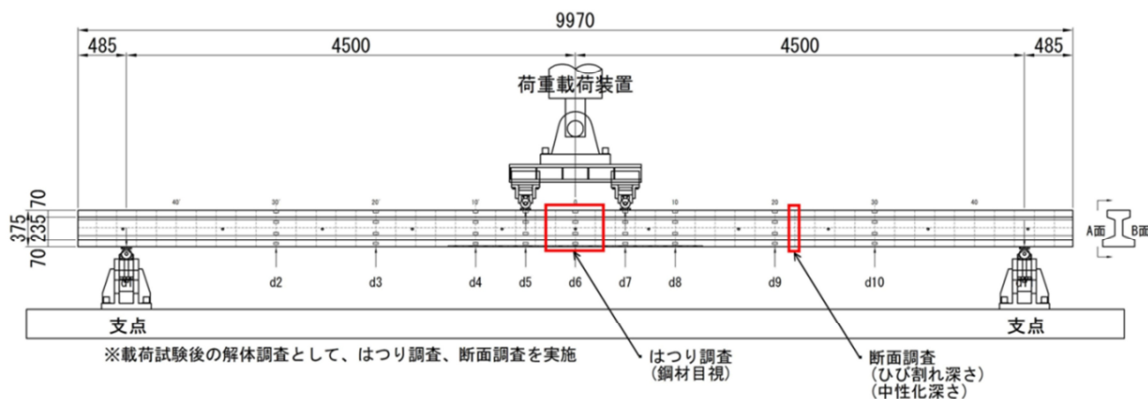 9970
485
4500
4500
485
荷重載荷装置
70
375
235
70
40'
30'
20'
10'
0
10
20
30
40
A面
B面
d2
d3
d4
d5
d6
d7
d8
d9
d10
支点
支点
※載荷試験後の解体調査として、はつり調査、断面調査を実施
はつり調査
(鋼材目視)
断面調査
(ひび割れ深さ)
(中性化深さ)